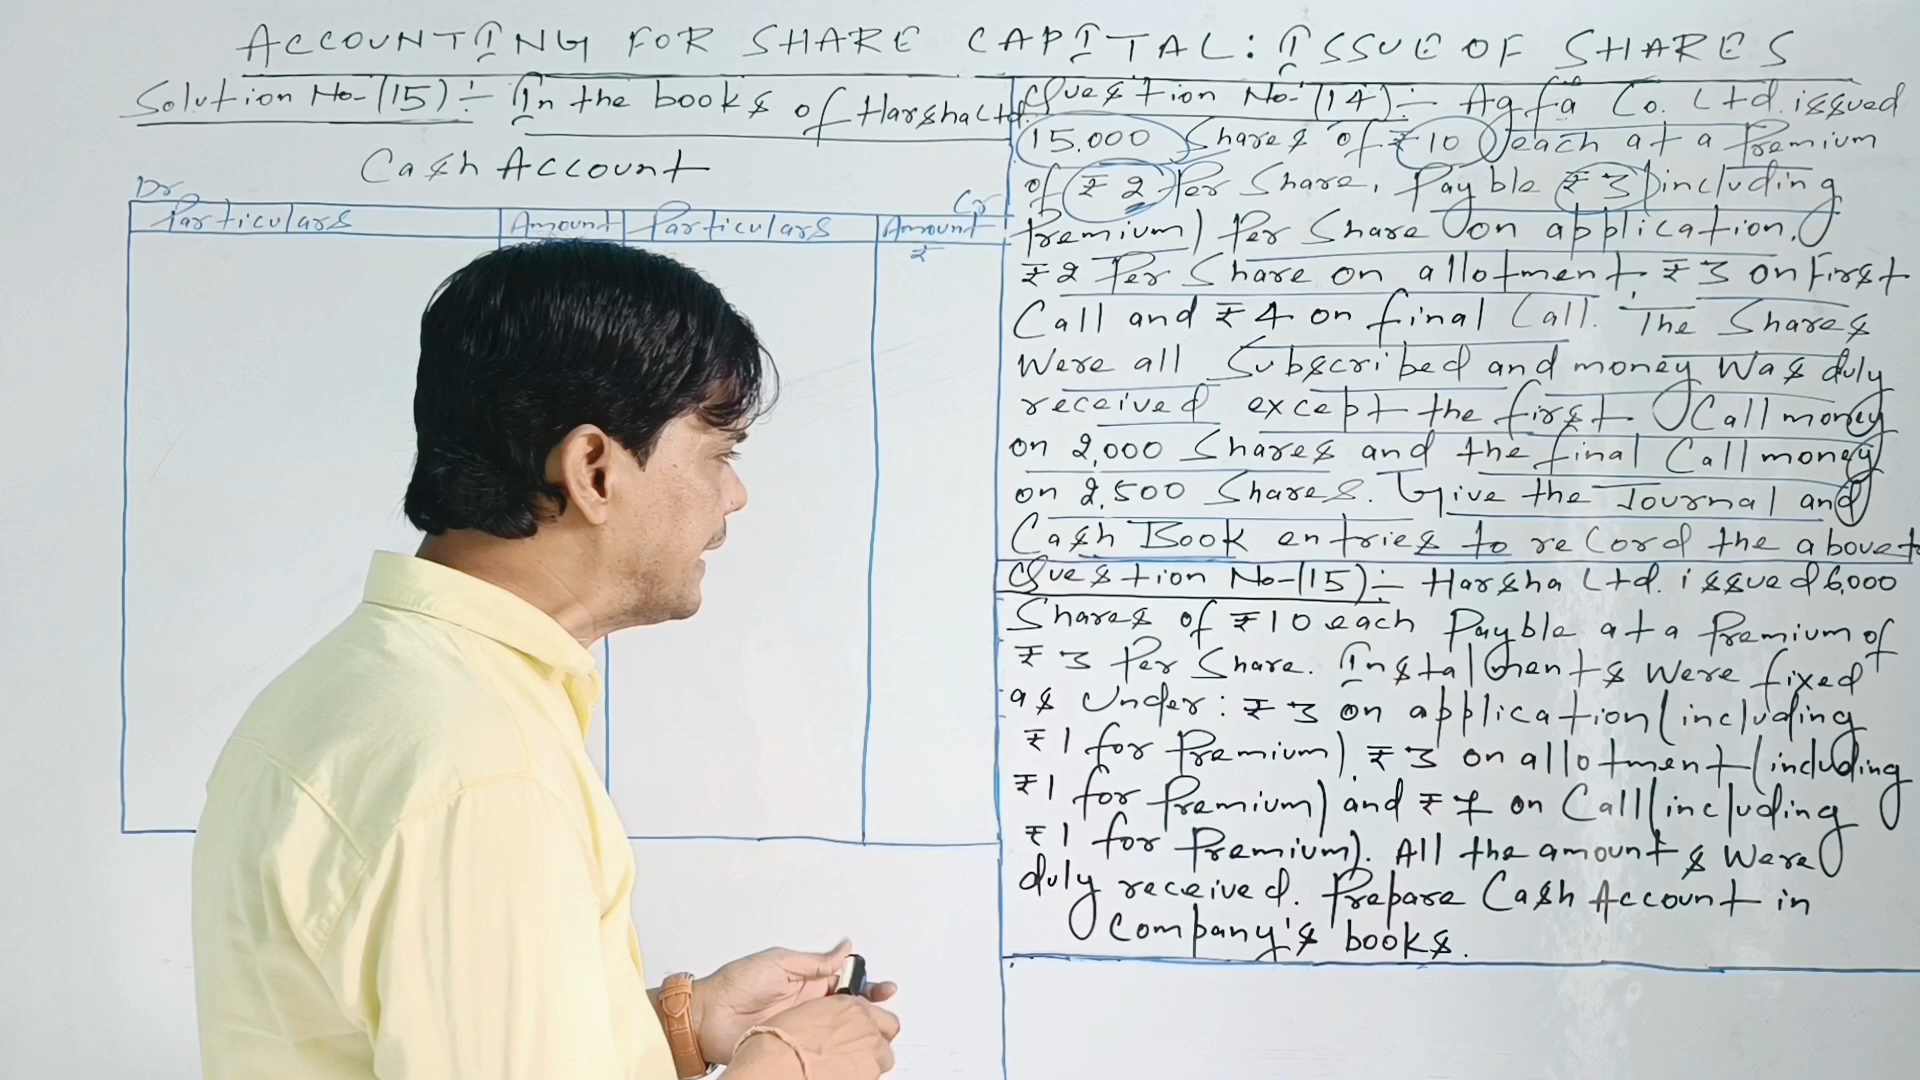 ACCOUNTING FOR SHARE CAPITAL: ISSUE OF SHARES
Solution No-(15):- In the books of Harsha Ltd.
Cash Account
Dr
Cr
Particulars Amount Particulars Amount
₹
Question No-(14):- Agfa Co. Ltd. issued
15,000 Shares of ₹10 each at a Premium
of ₹2 Per Share, Payble ₹3 (including
Premium) Per Share on application,
₹2 Per Share on allotment, ₹3 on First
Call and ₹4 on final Call. The Shares
Were all Subscribed and money Was duly
received except the first Call money
on 2,000 Shares and the final Call money
on 2,500 Shares. Give the Journal and
Cash Book entries to record the above
Question No-(15):- Harsha Ltd. issued 6,000
Shares of ₹10 each Payble at a Premium of
₹3 Per Share. Instalments Were fixed
as Under: ₹3 on application (including
₹1 for Premium), ₹3 on allotment (including
₹1 for Premium) and ₹7 on Call (including
₹1 for Premium). All the amounts Were
duly received. Prepare Cash Account in
Company's books.